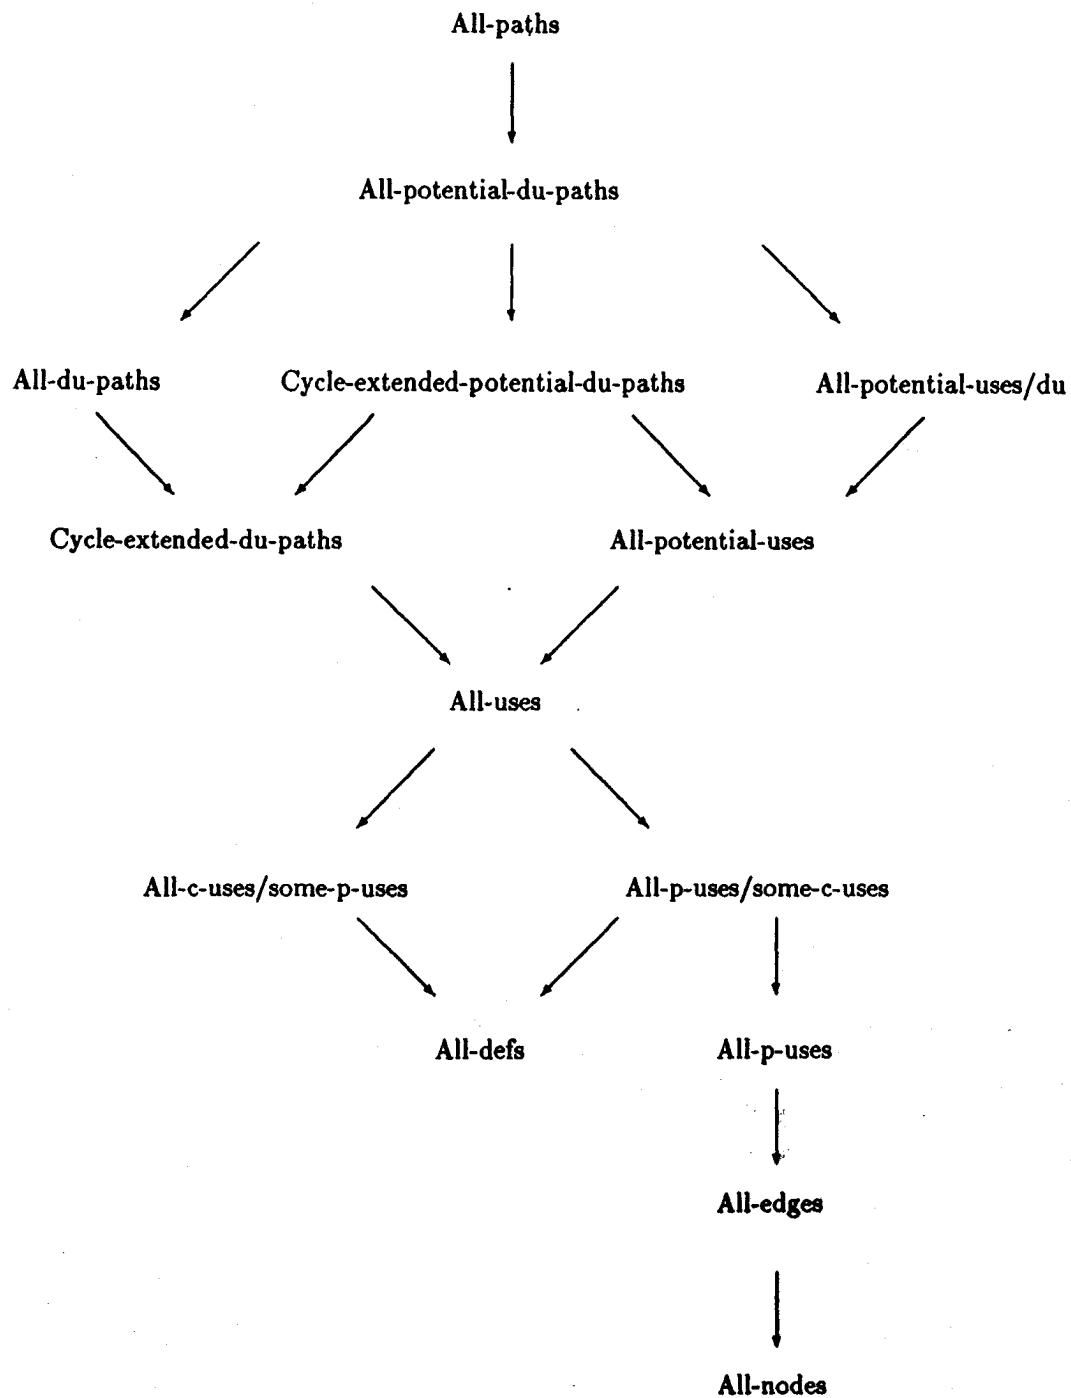 All-paths
All-potential-du-paths
All-du-paths
Cycle-extended-potential-du-paths
All-potential-uses/du
Cycle-extended-du-paths
All-potential-uses
All-uses
All-c-uses/some-p-uses
All-p-uses/some-c-uses
All-defs
All-p-uses
All-edges
All-nodes